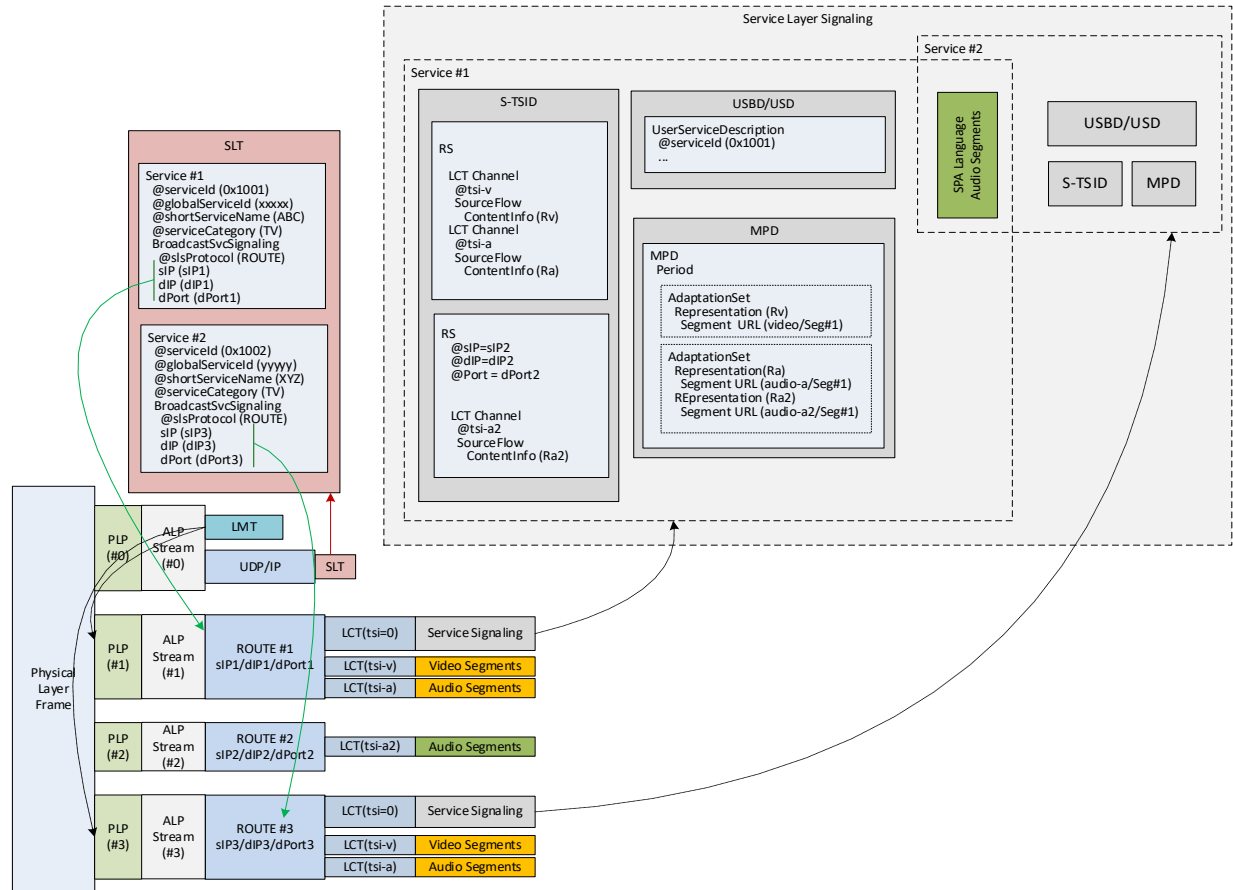 Service Layer Signaling
Service #2
Service #1
S-TSID
RS
LCT Channel
@tsi-v
SourceFlow
ContentInfo (Rv)
LCT Channel
@tsi-a
SourceFlow
ContentInfo (Ra)
RS
@sIP=sIP2
@dIP=dIP2
@Port = dPort2
LCT Channel
@tsi-a2
SourceFlow
ContentInfo (Ra2)
USBD/USD
UserServiceDescription
@serviceId (0x1001)
...
MPD
MPD
Period
AdaptationSet
Representation (Rv)
Segment URL (video/Seg#1)
AdaptationSet
Representation(Ra)
Segment URL (audio-a/Seg#1)
REpresentation (Ra2)
Segment URL (audio-a2/Seg#1)
SPA Language
Audio Segments
USBD/USD
S-TSID
MPD
SLT
Service #1
@serviceId (0x1001)
@globalServiceId (xxxxx)
@shortServiceName (ABC)
@serviceCategory (TV)
BroadcastSvcSignaling
@slsProtocol (ROUTE)
sIP (sIP1)
dIP (dIP1)
dPort (dPort1)
Service #2
@serviceId (0x1002)
@globalServiceId (yyyyy)
@shortServiceName (XYZ)
@serviceCategory (TV)
BroadcastSvcSignaling
@slsProtocol (ROUTE)
sIP (sIP3)
dIP (dIP3)
dPort (dPort3)
Physical
Layer
Frame
PLP
(#0)
ALP
Stream
(#0)
LMT
UDP/IP
SLT
PLP
(#1)
ALP
Stream
(#1)
ROUTE #1
sIP1/dIP1/dPort1
LCT(tsi=0)
Service Signaling
LCT(tsi-v)
Video Segments
LCT(tsi-a)
Audio Segments
PLP
(#2)
ALP
Stream
(#2)
ROUTE #2
sIP2/dIP2/dPort2
LCT(tsi-a2)
Audio Segments
PLP
(#3)
ALP
Stream
(#3)
ROUTE #3
sIP3/dIP3/dPort3
LCT(tsi=0)
Service Signaling
LCT(tsi-v)
Video Segments
LCT(tsi-a)
Audio Segments